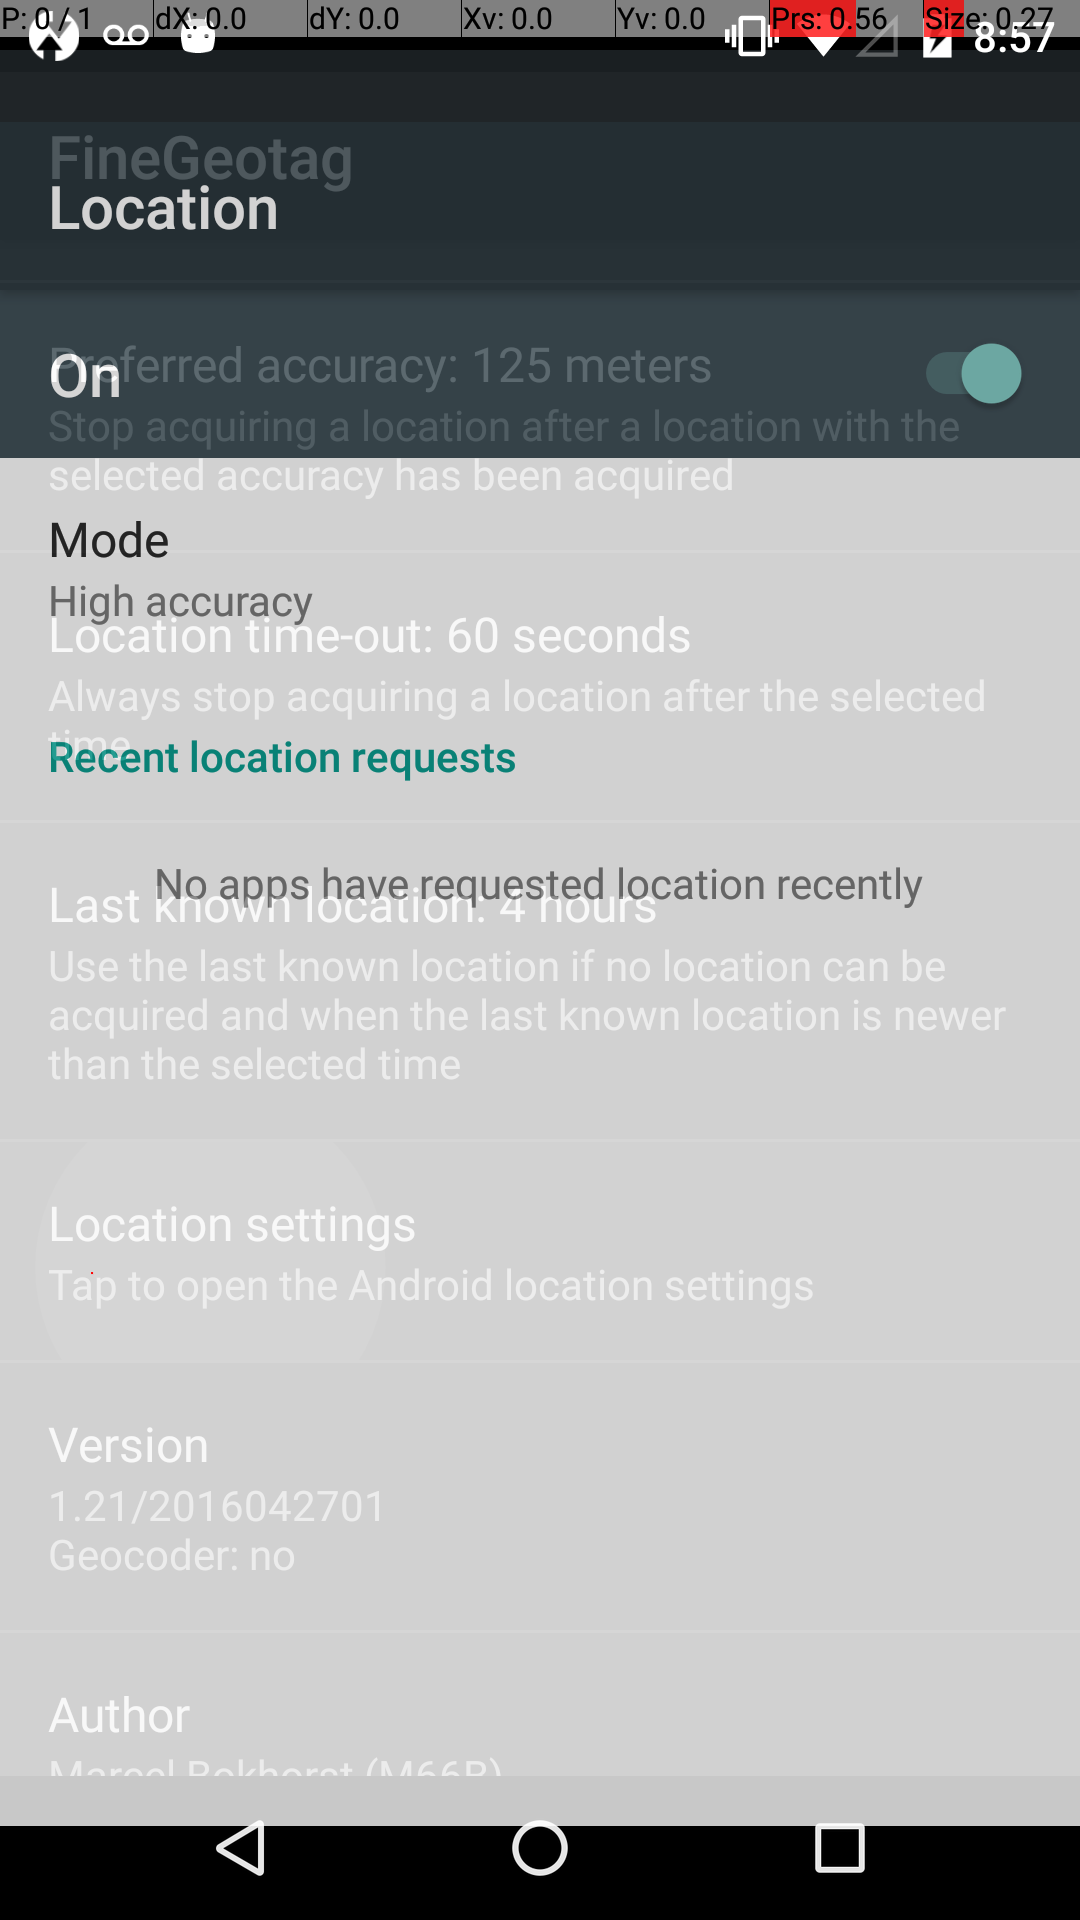 P: 0 / 1 dX: 0.0 dY: 0.0 Xv: 0.0 Yv: 0.0 Prs: 0.56 Size: 0.27
8:57
FineGeotag
Location
Preferred accuracy: 125 meters
On
Stop acquiring a location after a location with the
selected accuracy has been acquired
Mode
High accuracy
Location time-out: 60 seconds
Always stop acquiring a location after the selected
time
Recent location requests
No apps have requested location recently
Last known location: 4 hours
Use the last known location if no location can be
acquired and when the last known location is newer
than the selected time
Location settings
Tap to open the Android location settings
Version
1.21/2016042701
Geocoder: no
Author
Marcel Bokhorst (M66B)